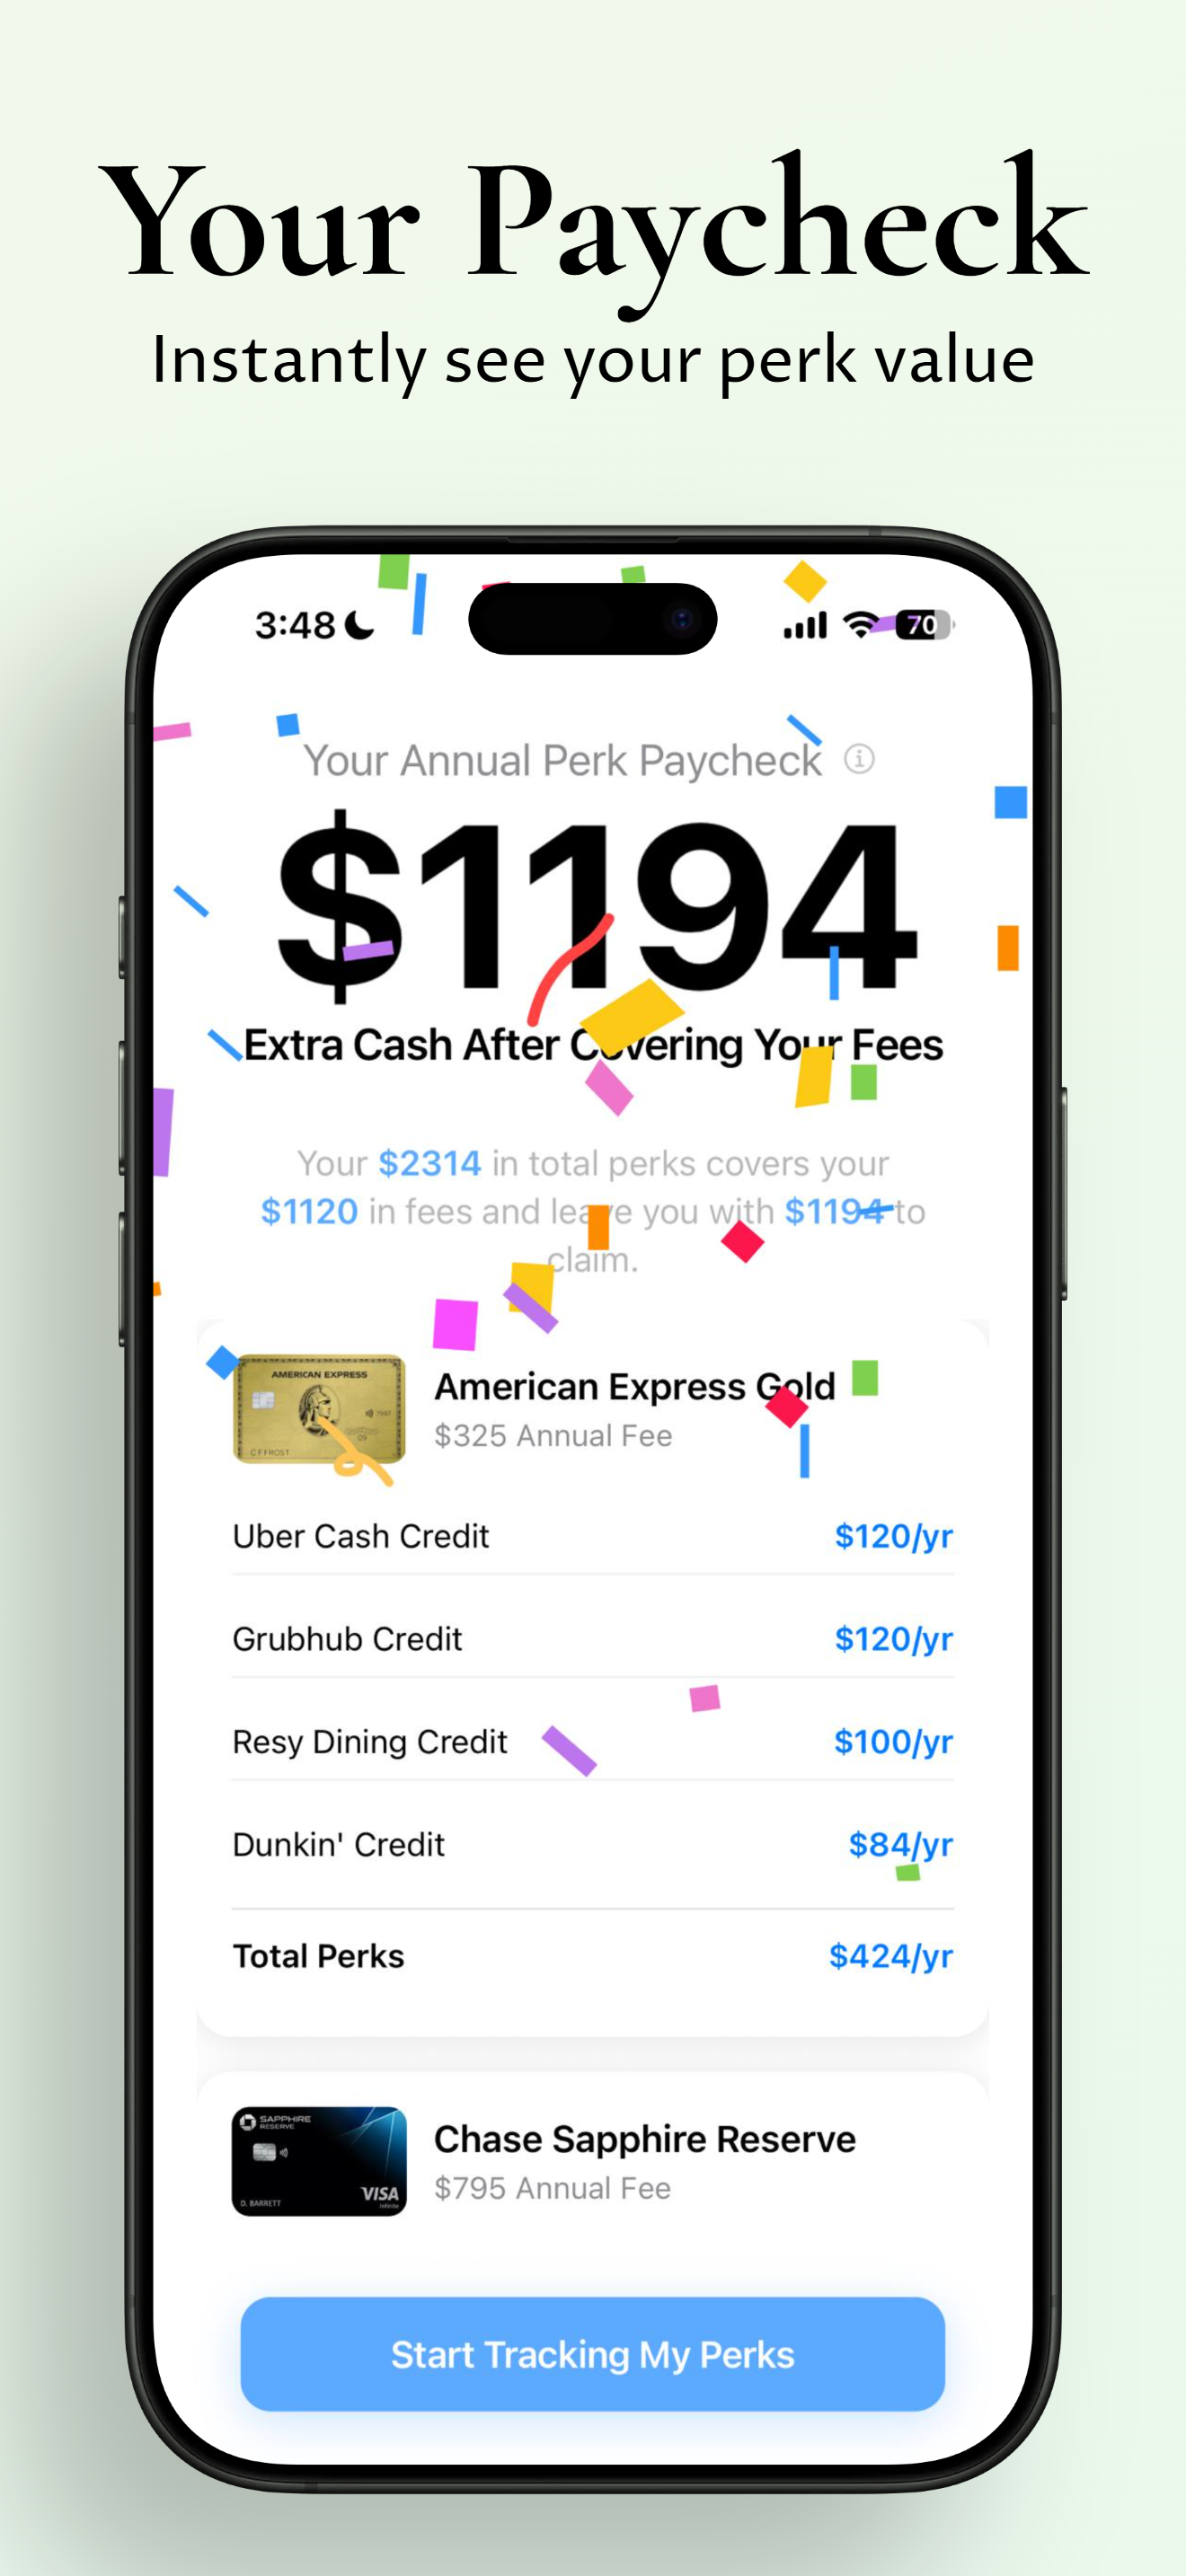 Your Paycheck
Instantly see your perk value
3:48
70
Your Annual Perk Paycheck
$1194
Extra Cash After Covering Your Fees
Your $2314 in total perks covers your
$1120 in fees and leave you with $1194 to
claim.
AMERICAN EXPRESS
C F FROST
American Express Gold
$325 Annual Fee
Uber Cash Credit $120/yr
Grubhub Credit $120/yr
Resy Dining Credit $100/yr
Dunkin' Credit $84/yr
Total Perks $424/yr
SAPPHIRE
RESERVE
D. BARRETT
VISA
Infinite
Chase Sapphire Reserve
$795 Annual Fee
Start Tracking My Perks